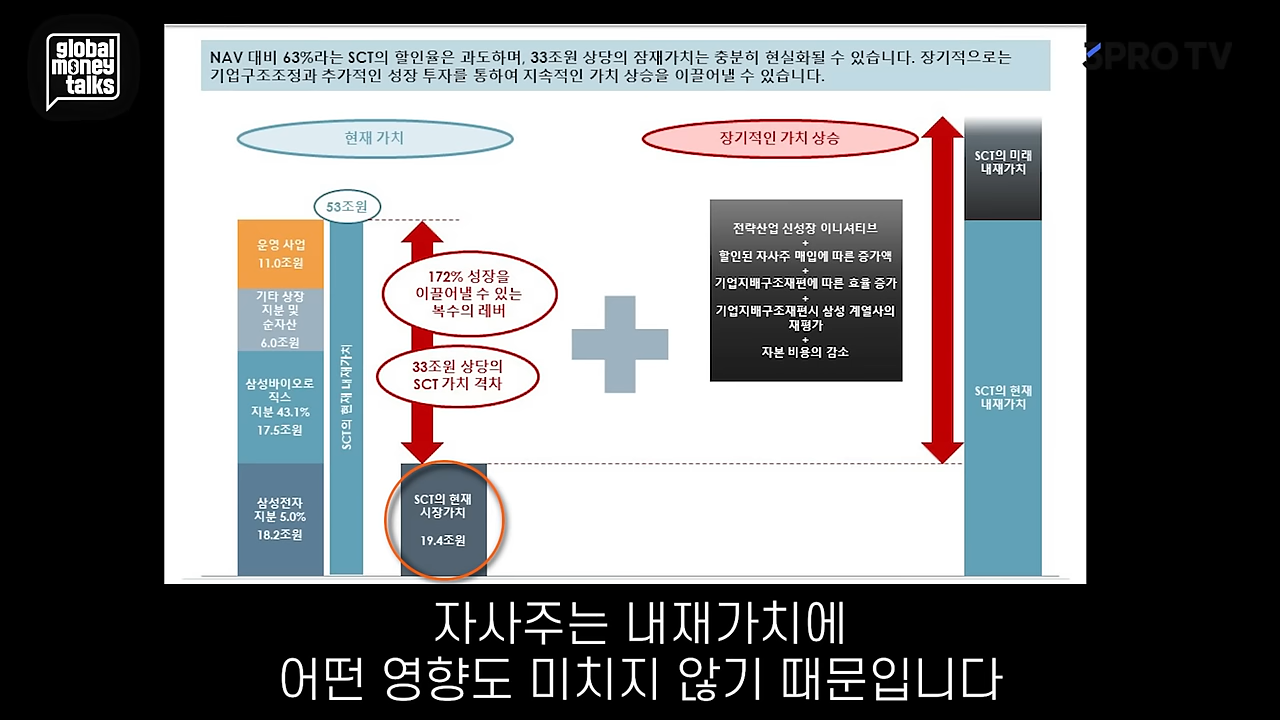 global
money
talks
3PRO TV
NAV 대비 63%라는 SCT의 할인율은 과도하며, 33조원 상당의 잠재가치는 충분히 현실화될 수 있습니다. 장기적으로는
기업구조조정과 추가적인 성장 투자를 통하여 지속적인 가치 상승을 이끌어낼 수 있습니다.
현재 가치
장기적인 가치 상승
53조원
운영 사업
11.0조원
기타 상장
지분 및
순자산
6.0조원
삼성바이오로
직스
지분 43.1%
17.5조원
삼성전자
지분 5.0%
18.2조원
SCT의 현재 내재가치
172% 성장을
이끌어낼 수 있는
복수의 레버
33조원 상당의
SCT 가치 격차
SCT의 현재
시장가치
19.4조원
전략산업 신성장 이니셔티브
+
할인된 자사주 매입에 따른 증가액
+
기업지배구조재편에 따른 효율 증가
+
기업지배구조재편시 삼성 계열사의
재평가
+
자본 비용의 감소
SCT의 미래
내재가치
SCT의 현재
내재가치
자사주는 내재가치에
어떤 영향도 미치지 않기 때문입니다